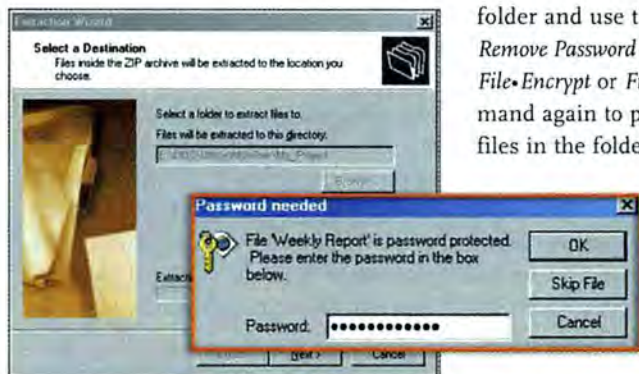 Extraction Wizard
Select a Destination
Files inside the ZIP archive will be extracted to the location you
choose.
Select a folder to extract files to.
Files will be extracted to this directory.
Password needed
File 'Weekly Report' is password protected.
Please enter the password in the box
below.
Password:
OK
Skip File
Cancel
Next >
Cancel
folder and use t
Remove Password
File•Encrypt or F
mand again to p
files in the folde